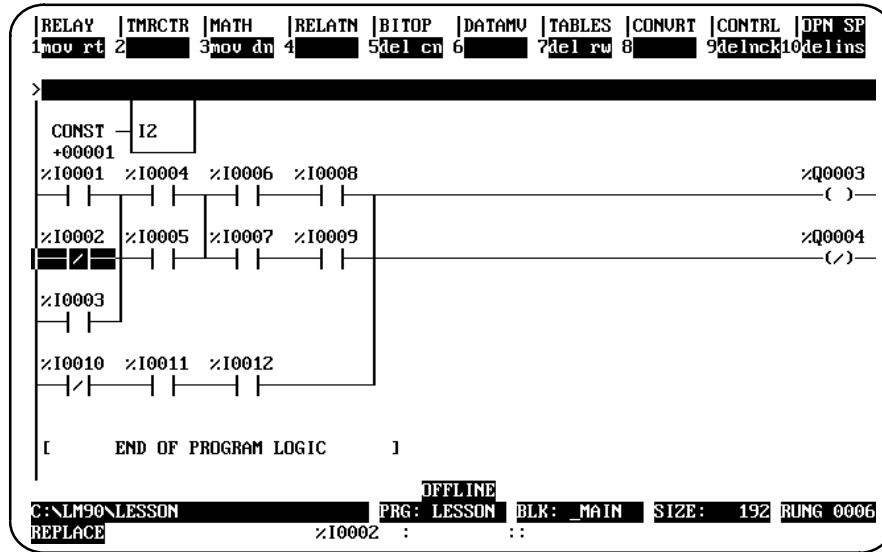 RELAY |TMRCTR |MATH |RELATN |BITOP |DATAMV |TABLES |CONVRT |CONTRL |OPN SP
1mov rt 2 3mov dn 4 5del cn 6 7del rw 8 9delnck10delins
>
CONST I2
+00001
%I0001 %I0004 %I0006 %I0008 %Q0003
( )
%I0002 %I0005 %I0007 %I0009 %Q0004
/ (/)
%I0003
%I0010 %I0011 %I0012
/
[ END OF PROGRAM LOGIC ]
OFFLINE
C:\LM90\LESSON PRG: LESSON BLK: _MAIN SIZE: 192 RUNG 0006
REPLACE %I0002 : ::